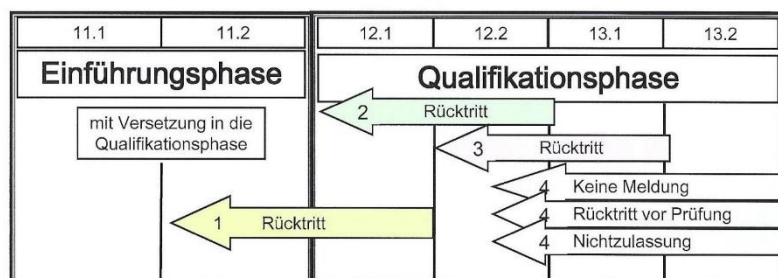 11.1 11.2 12.1 12.2 13.1 13.2
Einführungsphase Qualifikationsphase
mit Versetzung in die
Qualifikationsphase
2 Rücktritt
3 Rücktritt
4 Keine Meldung
4 Rücktritt vor Prüfung
1 Rücktritt
4 Nichtzulassung